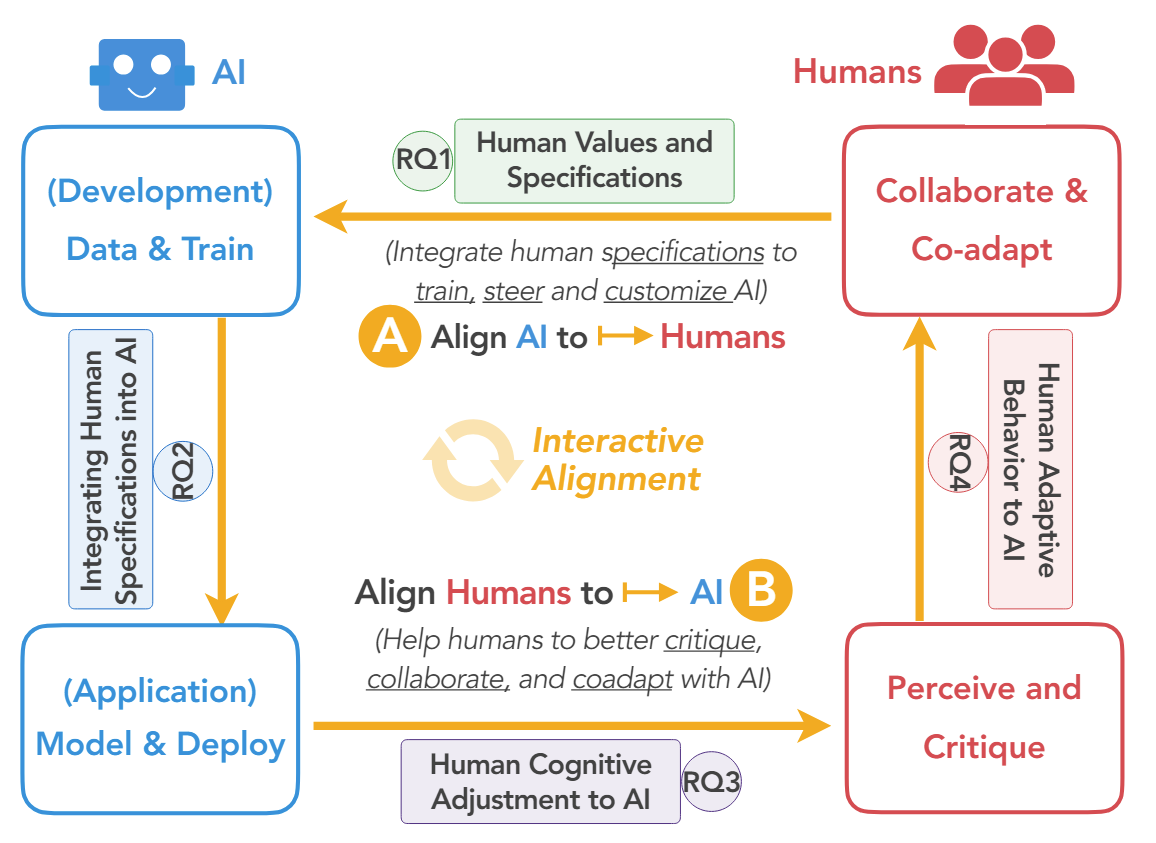 AI
Humans
(Development)
Data & Train
RQ1
Human Values and
Specifications
Collaborate &
Co-adapt
(Integrate human specifications to
train, steer and customize AI)
A Align AI to Humans
Integrating Human
Specifications into AI
RQ2
Interactive
Alignment
RQ4
Human Adaptive
Behavior to AI
Align Humans to AI B
(Help humans to better critique,
collaborate, and coadapt with AI)
(Application)
Model & Deploy
Perceive and
Critique
Human Cognitive
Adjustment to AI
RQ3